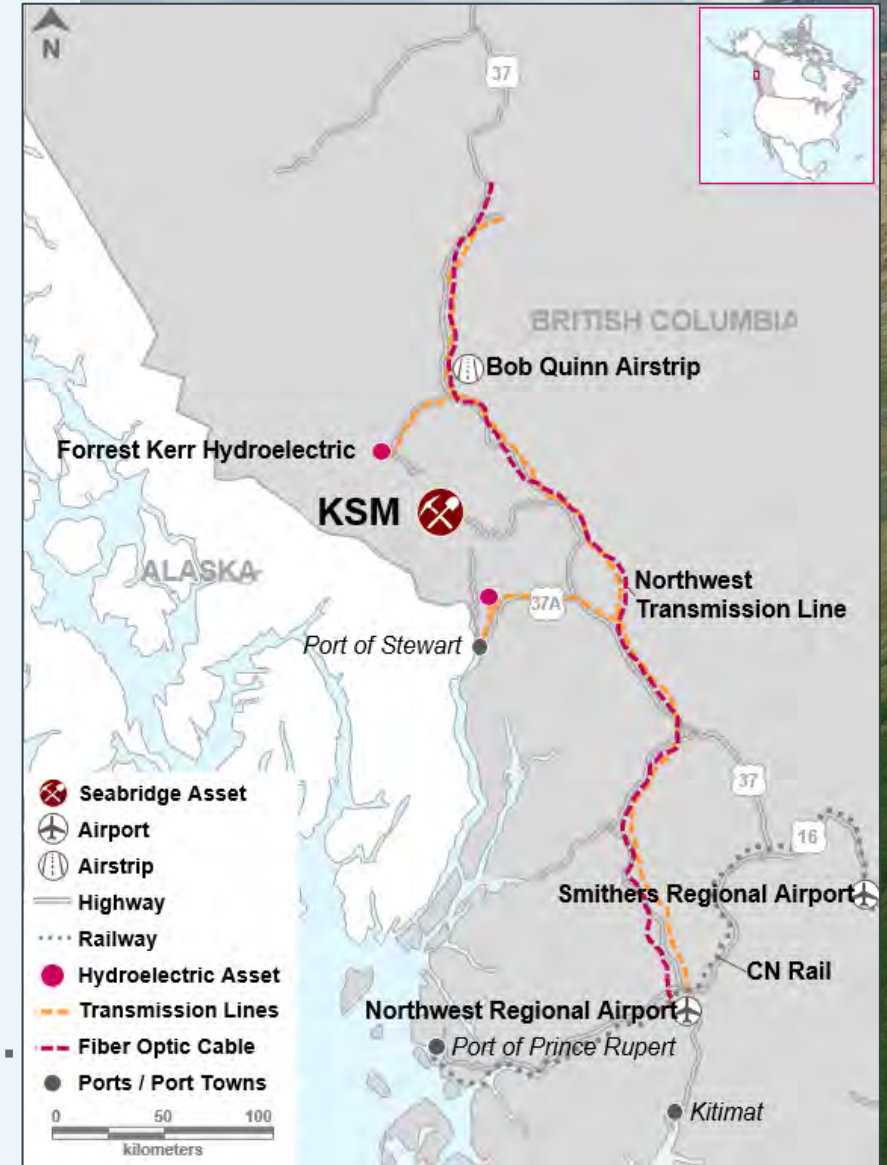 N
37
BRITISH COLUMBIA
Bob Quinn Airstrip
Forrest Kerr Hydroelectric
KSM
ALASKA
Northwest
Transmission Line
37A
Port of Stewart
37
16
Smithers Regional Airport
CN Rail
Northwest Regional Airport
Port of Prince Rupert
Kitimat
Seabridge Asset
Airport
Airstrip
Highway
Railway
Hydroelectric Asset
Transmission Lines
Fiber Optic Cable
Ports / Port Towns
0 50 100
kilometers